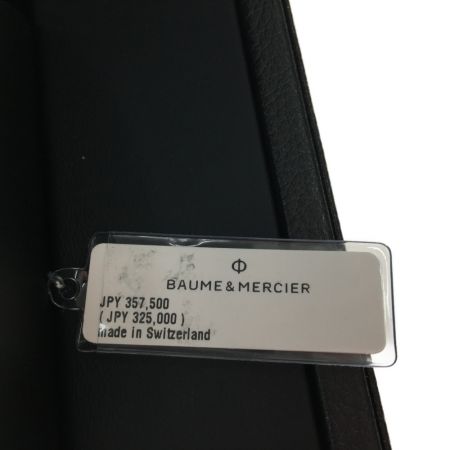 Φ
BAUME & MERCIER
JPY 357,500
( JPY 325,000 )
made in Switzerland